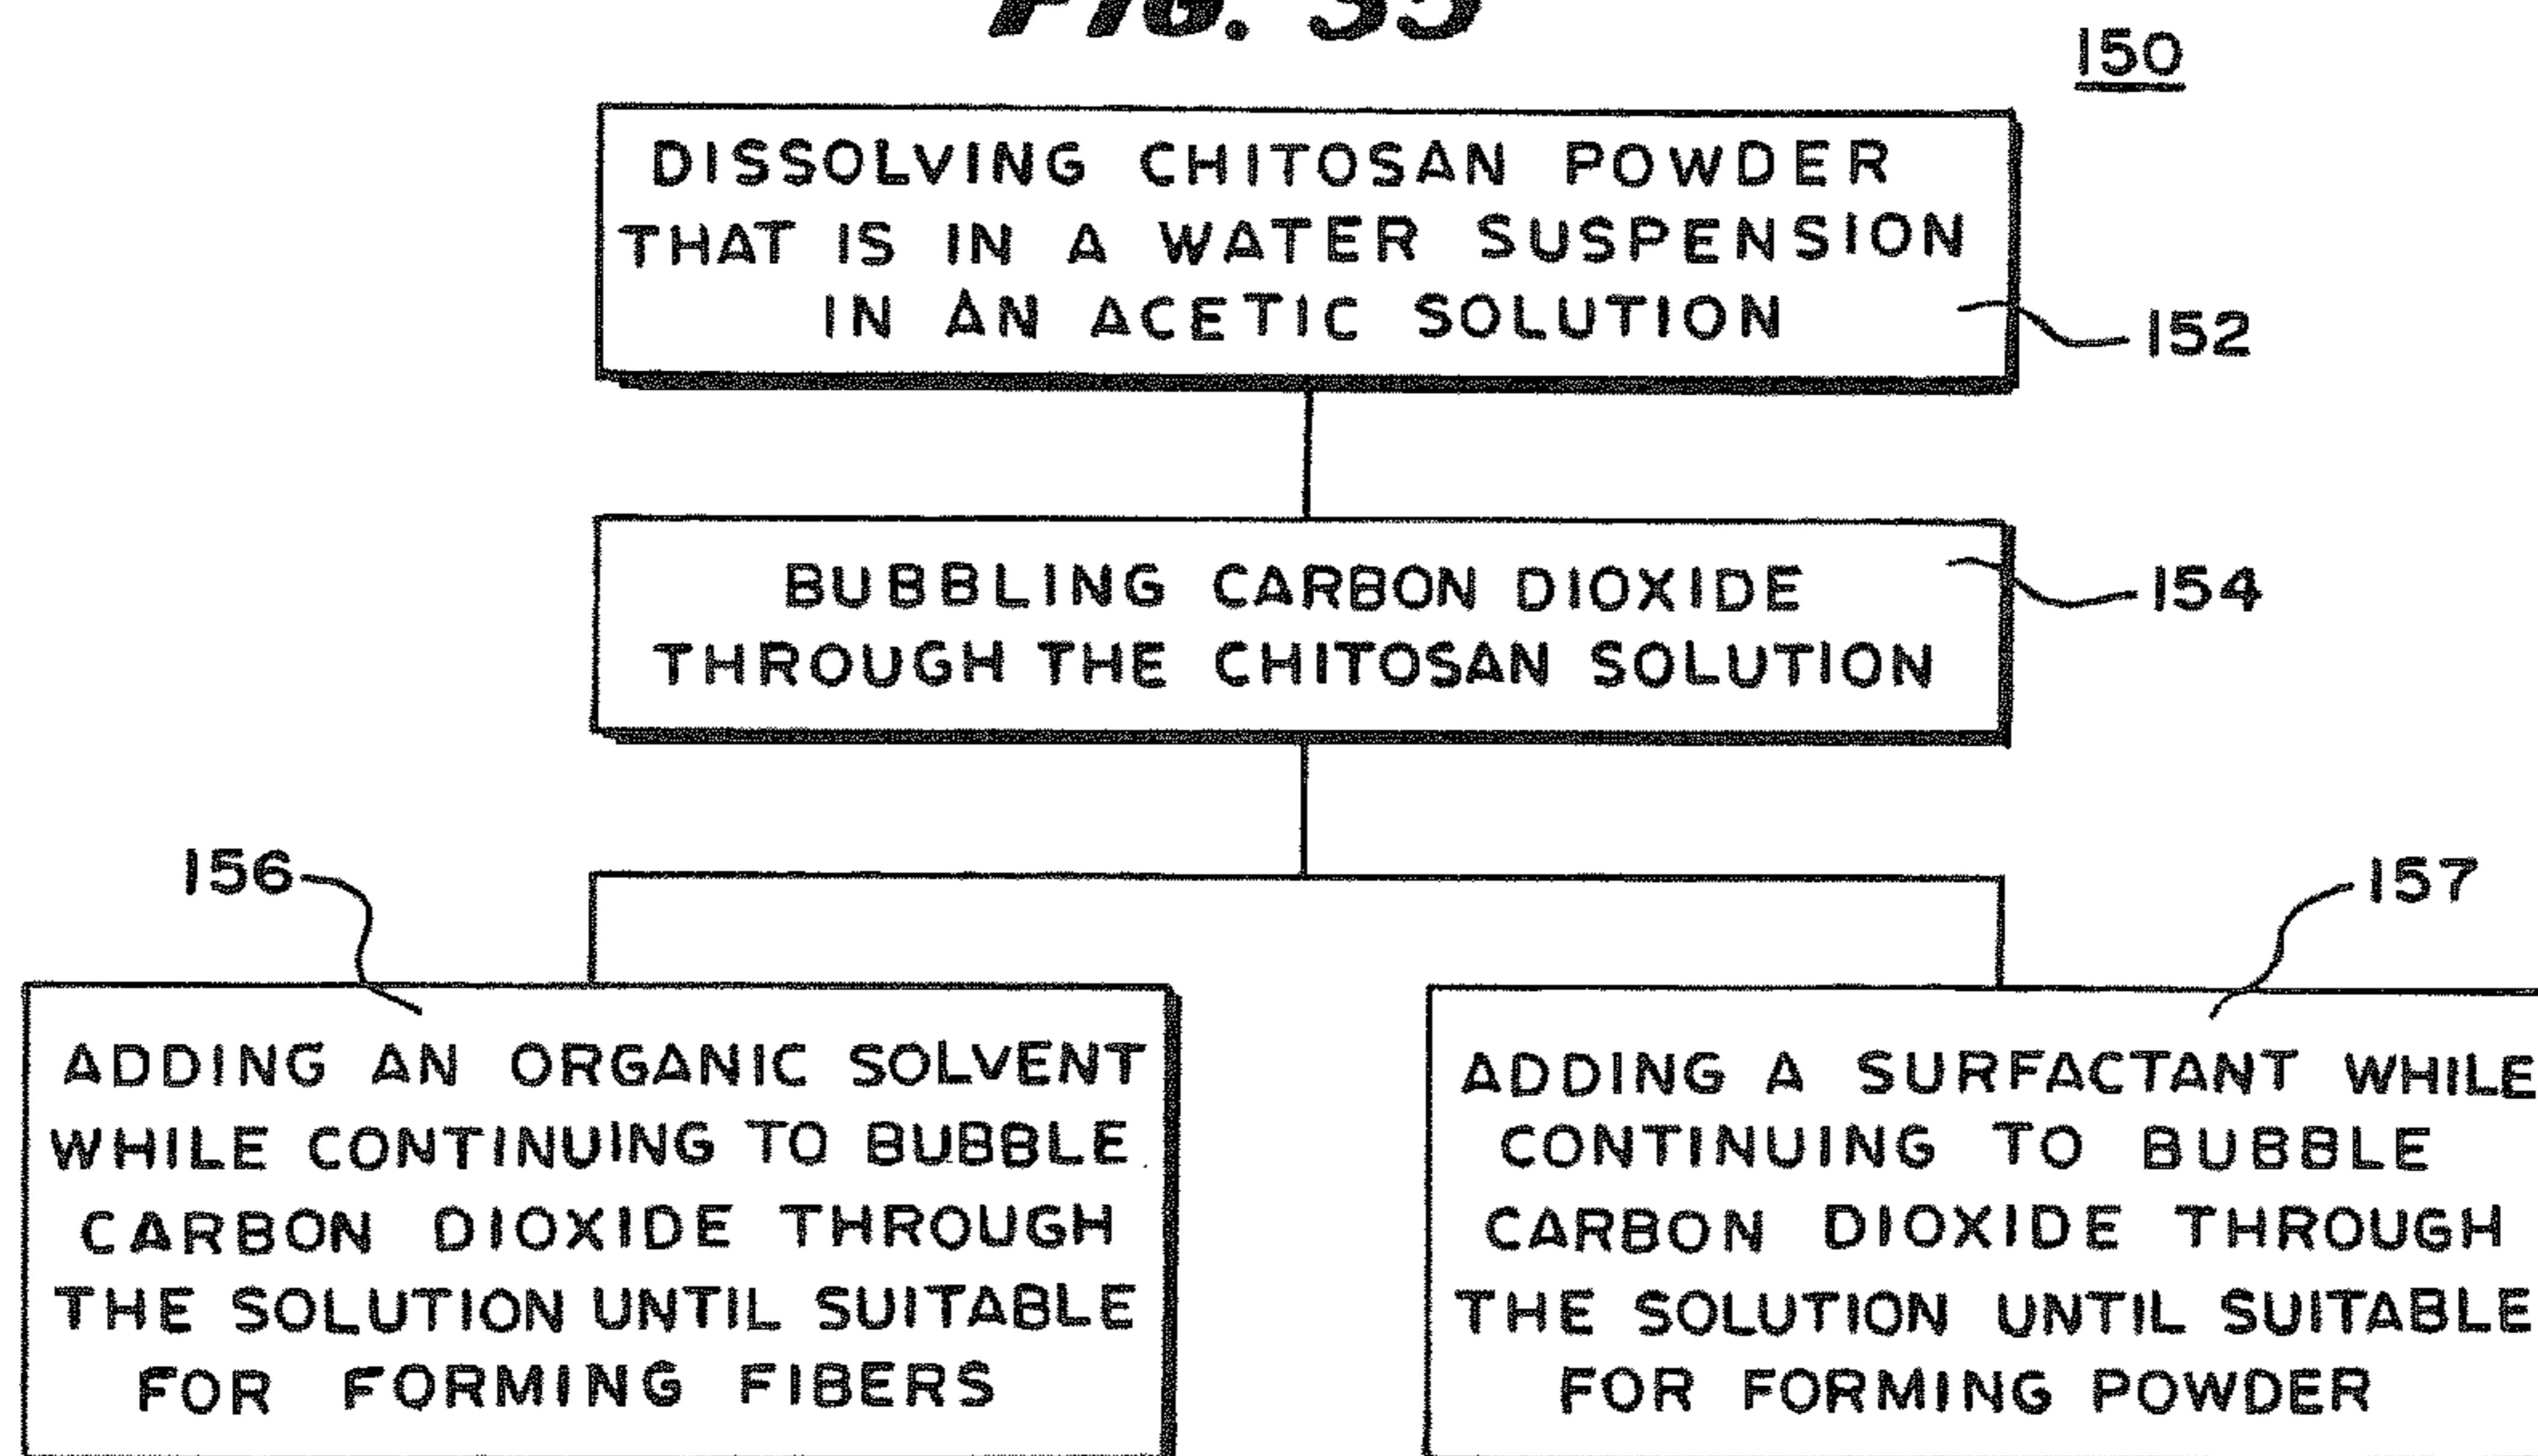 FIG. 35
150
DISSOLVING CHITOSAN POWDER
THAT IS IN A WATER SUSPENSION
IN AN ACETIC SOLUTION
152
BUBBLING CARBON DIOXIDE
THROUGH THE CHITOSAN SOLUTION
154
156
ADDING AN ORGANIC SOLVENT
WHILE CONTINUING TO BUBBLE
CARBON DIOXIDE THROUGH
THE SOLUTION UNTIL SUITABLE
FOR FORMING FIBERS
157
ADDING A SURFACTANT WHILE
CONTINUING TO BUBBLE
CARBON DIOXIDE THROUGH
THE SOLUTION UNTIL SUITABLE
FOR FORMING POWDER